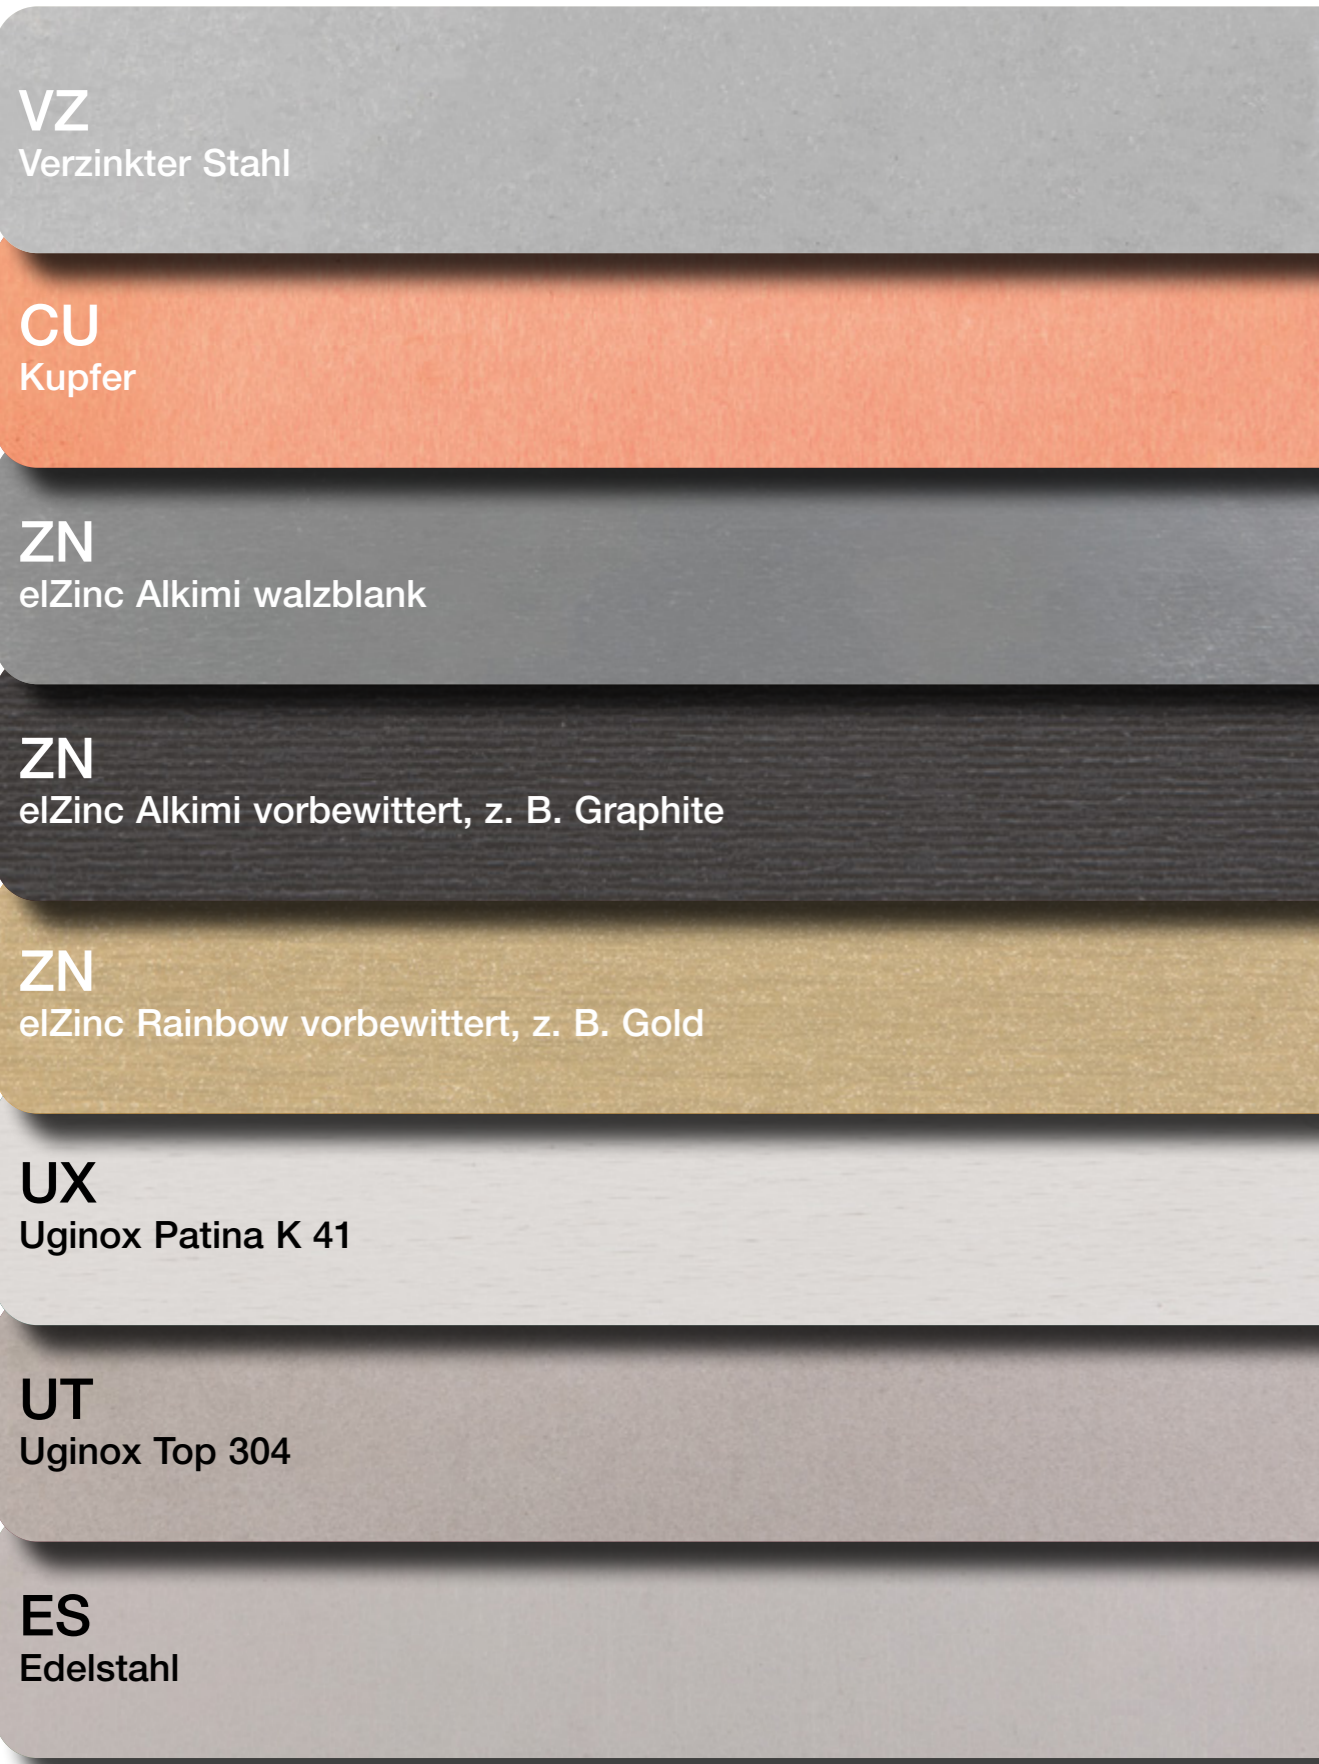 VZ
Verzinkter Stahl
CU
Kupfer
ZN
elZinc Alkimi walzblank
ZN
elZinc Alkimi vorbewittert, z. B. Graphite
ZN
elZinc Rainbow vorbewittert, z. B. Gold
UX
Uginox Patina K 41
UT
Uginox Top 304
ES
Edelstahl